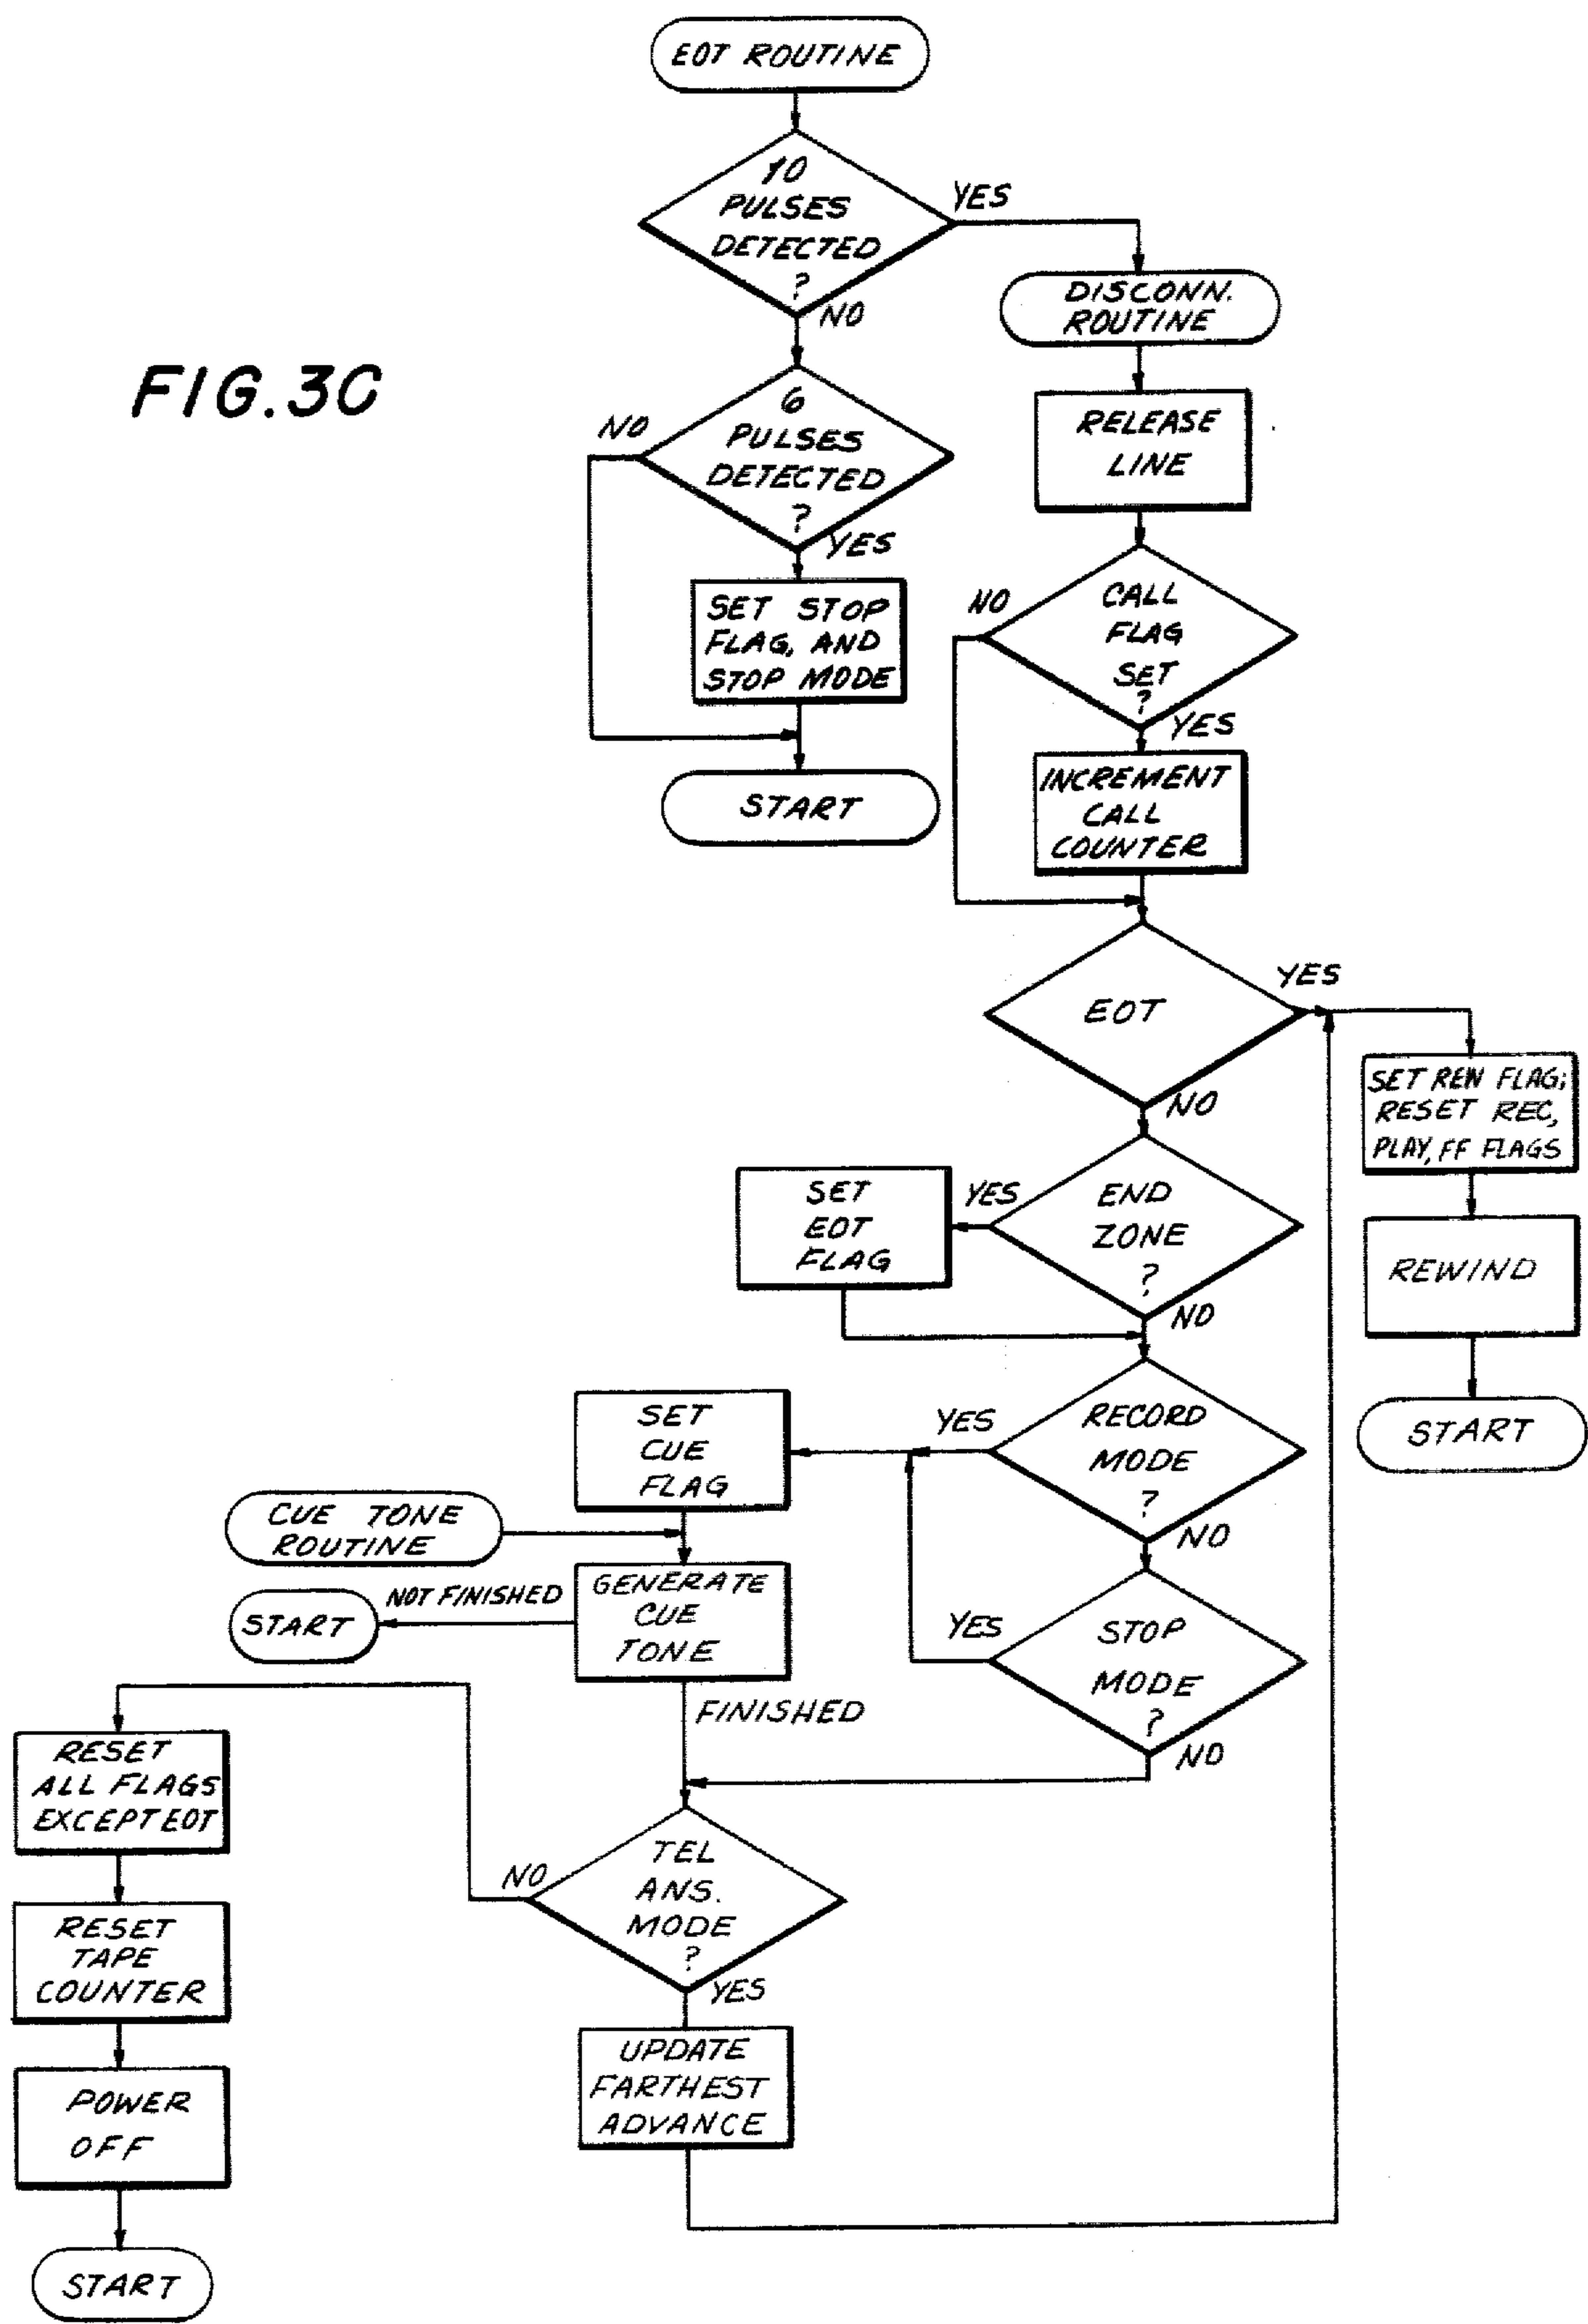 EOT ROUTINE
10
PULSES
DETECTED
?
YES
NO
DISCONN.
ROUTINE
FIG.3C
RELEASE
LINE
6
PULSES
DETECTED
?
NO
YES
SET STOP
FLAG, AND
STOP MODE
START
CALL
FLAG
SET
?
NO
YES
INCREMENT
CALL
COUNTER
EOT
YES
NO
SET REW FLAG;
RESET REC,
PLAY, FF FLAGS
REWIND
START
END
ZONE
?
YES
NO
SET
EOT
FLAG
RECORD
MODE
?
YES
NO
SET
CUE
FLAG
CUE TONE
ROUTINE
GENERATE
CUE
TONE
NOT FINISHED
START
FINISHED
STOP
MODE
?
YES
NO
TEL
ANS.
MODE
?
NO
YES
RESET
ALL FLAGS
EXCEPT EOT
RESET
TAPE
COUNTER
POWER
OFF
START
UPDATE
FARTHEST
ADVANCE